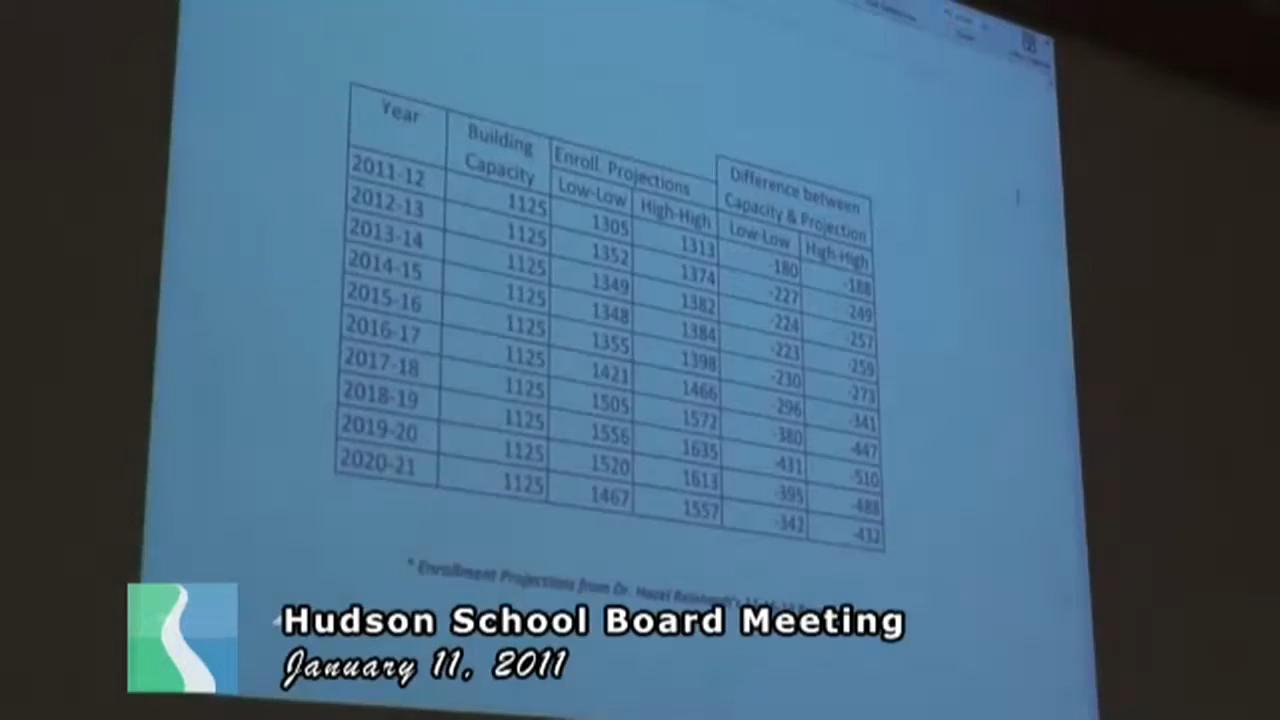 Year Building Capacity Enroll. Projections Difference between Capacity & Projection
Low-Low High-High Low-Low High-High
2011-12 1125 1305 1313 -180 -188
2012-13 1125 1352 1374 -227 -249
2013-14 1125 1349 1382 -224 -257
2014-15 1125 1348 1384 -223 -259
2015-16 1125 1355 1398 -230 -273
2016-17 1125 1421 1466 -296 -341
2017-18 1125 1505 1572 -380 -447
2018-19 1125 1556 1635 -431 -510
2019-20 1125 1520 1613 -395 -488
2020-21 1125 1467 1557 -342 -432
* Enrollment Projections from Dr. Hazel
Hudson School Board Meeting
January 11, 2011